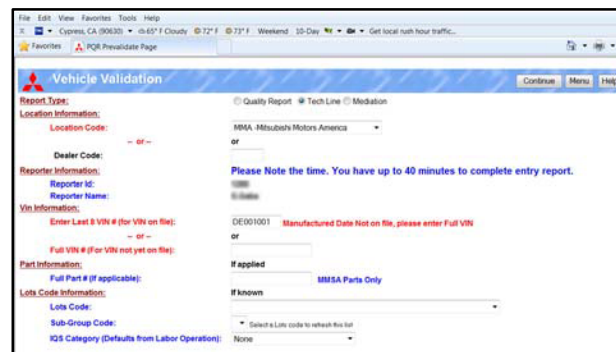 File Edit View Favorites Tools Help
X Cypress, CA (90630) 65° F Cloudy 72° F 73° F Weekend 10-Day Get local rush hour traffic...
Favorites PQR Prevalidate Page
Vehicle Validation Continue Menu Help
Report Type: Quality Report Tech Line Mediation
Location Information:
Location Code: MMA -Mitsubishi Motors America
-- or -- or
Dealer Code:
Reporter Information: Please Note the time. You have up to 40 minutes to complete entry report.
Reporter Id:
Reporter Name:
Vin Information:
Enter Last 8 VIN # (for VIN on file): DE001001 Manufactured Date Not on file, please enter Full VIN
-- or -- or
Full VIN # (For VIN not yet on file):
Part Information: If applied
Full Part # (If applicable): MMSA Parts Only
Lots Code Information: If known
Lots Code:
Sub-Group Code: Select a Lots code to refresh this list
IQS Category (Defaults from Labor Operation): None